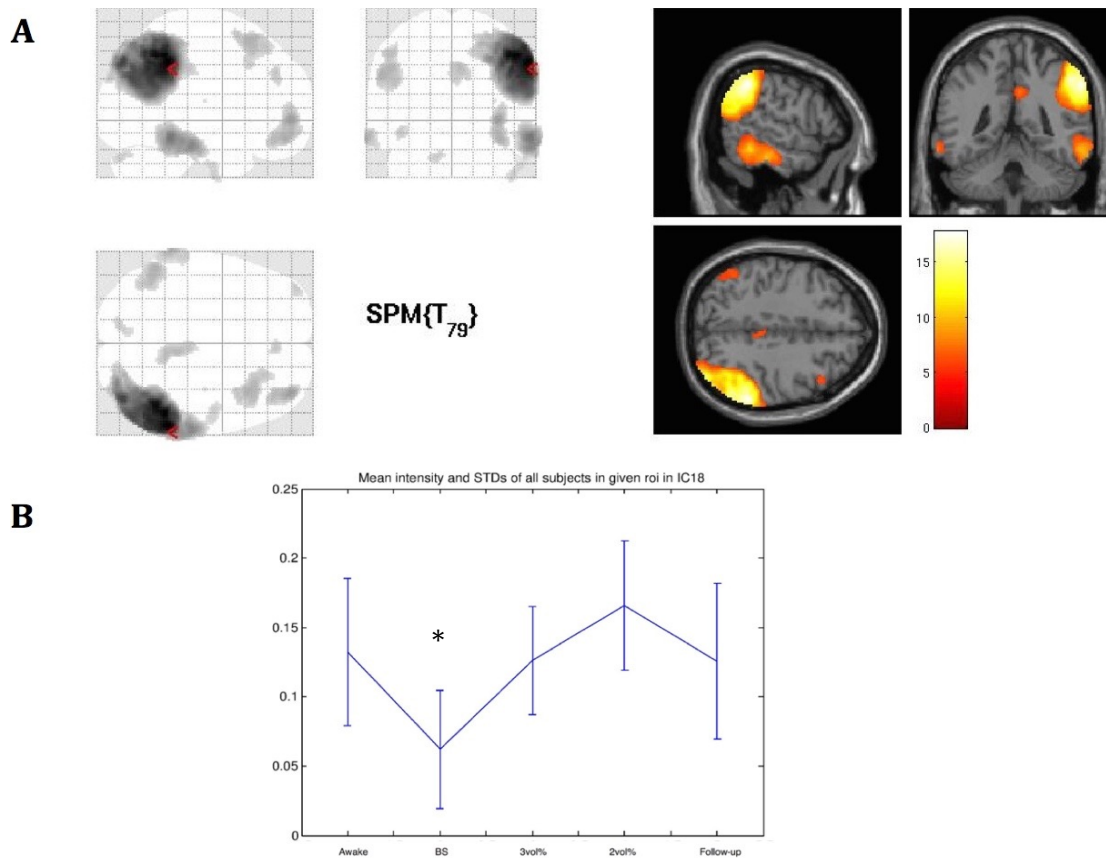 A
SPM{T79}
15
10
5
0
B
Mean intensity and STDs of all subjects in given roi in IC18
0.25
0.2
0.15
0.1
0.05
0
*
Awake BS 3vol% 2vol% Follow-up